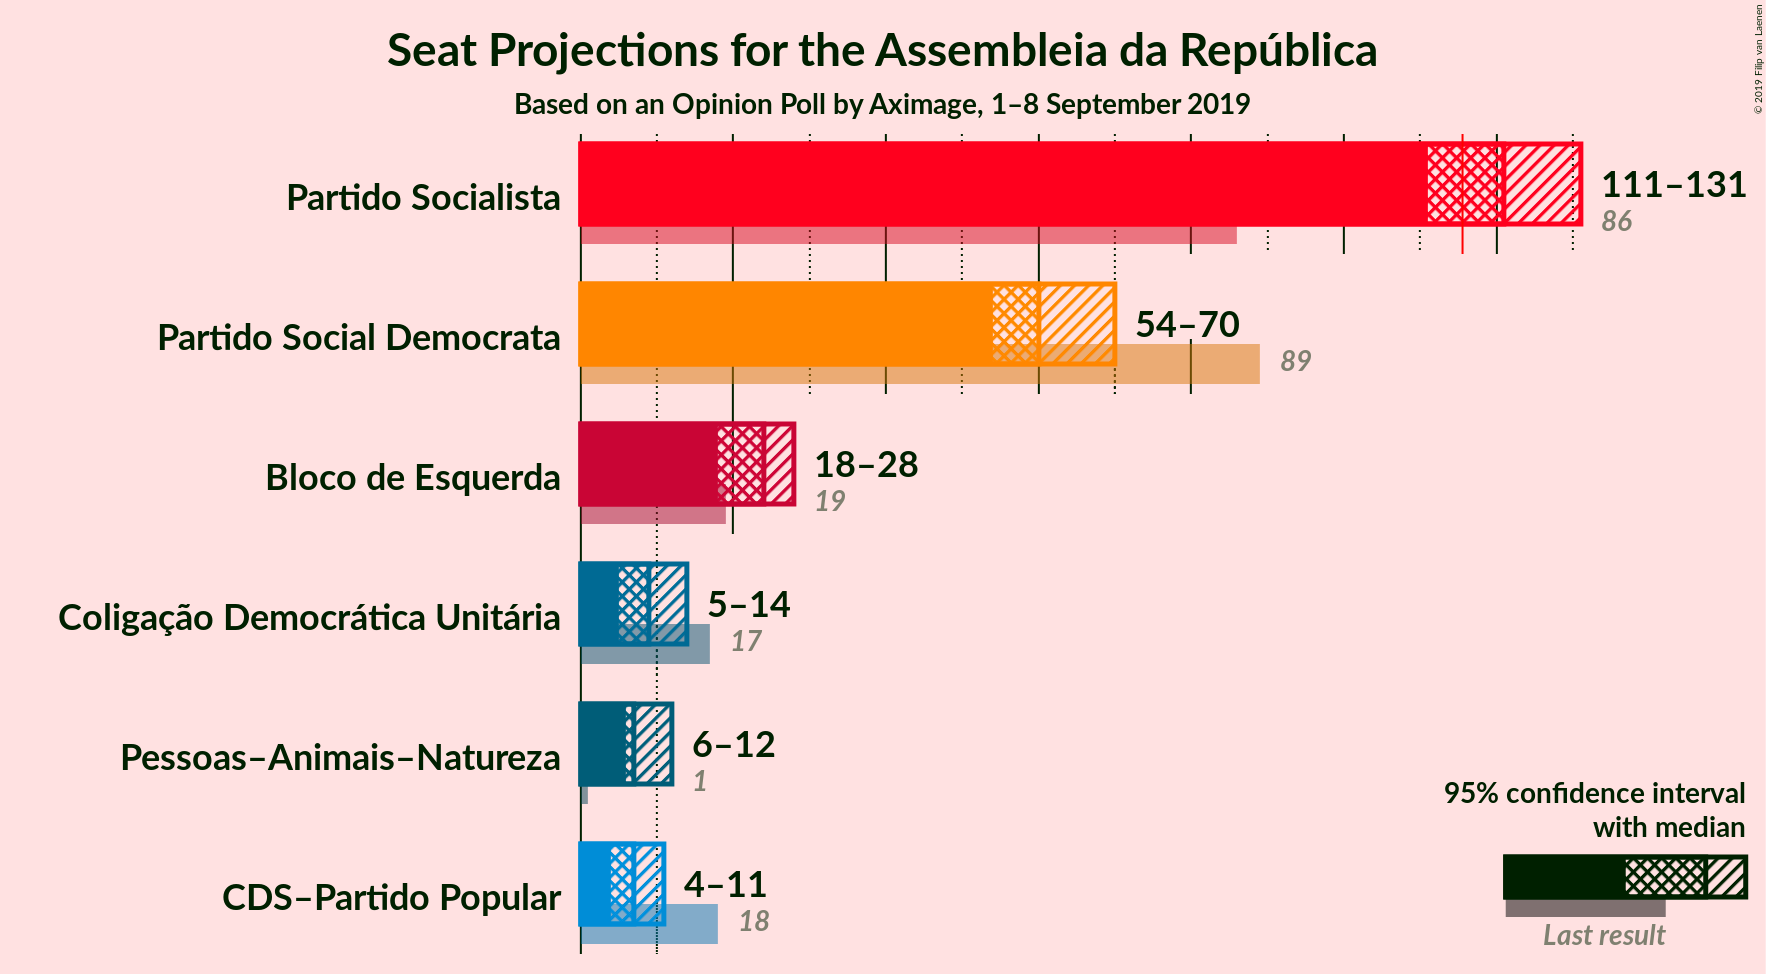 Seat Projections for the Assembleia da República
Based on an Opinion Poll by Aximage, 1–8 September 2019
© 2019 Filip van Laenen
Partido Socialista
111–131
86
Partido Social Democrata
54–70
89
Bloco de Esquerda
18–28
19
Coligação Democrática Unitária
5–14
17
Pessoas–Animais–Natureza
6–12
1
CDS–Partido Popular
4–11
18
95% confidence interval
with median
Last result